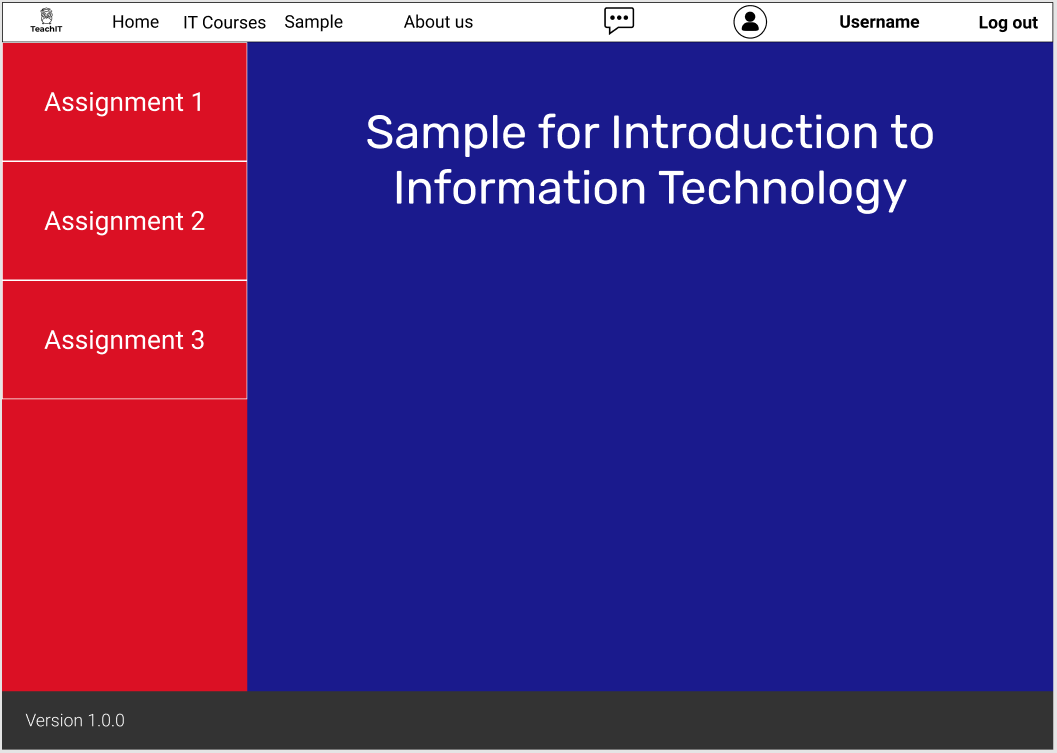 TeachIT
Home
IT Courses
Sample
About us
Username
Log out
Assignment 1
Assignment 2
Assignment 3
Sample for Introduction to
Information Technology
Version 1.0.0